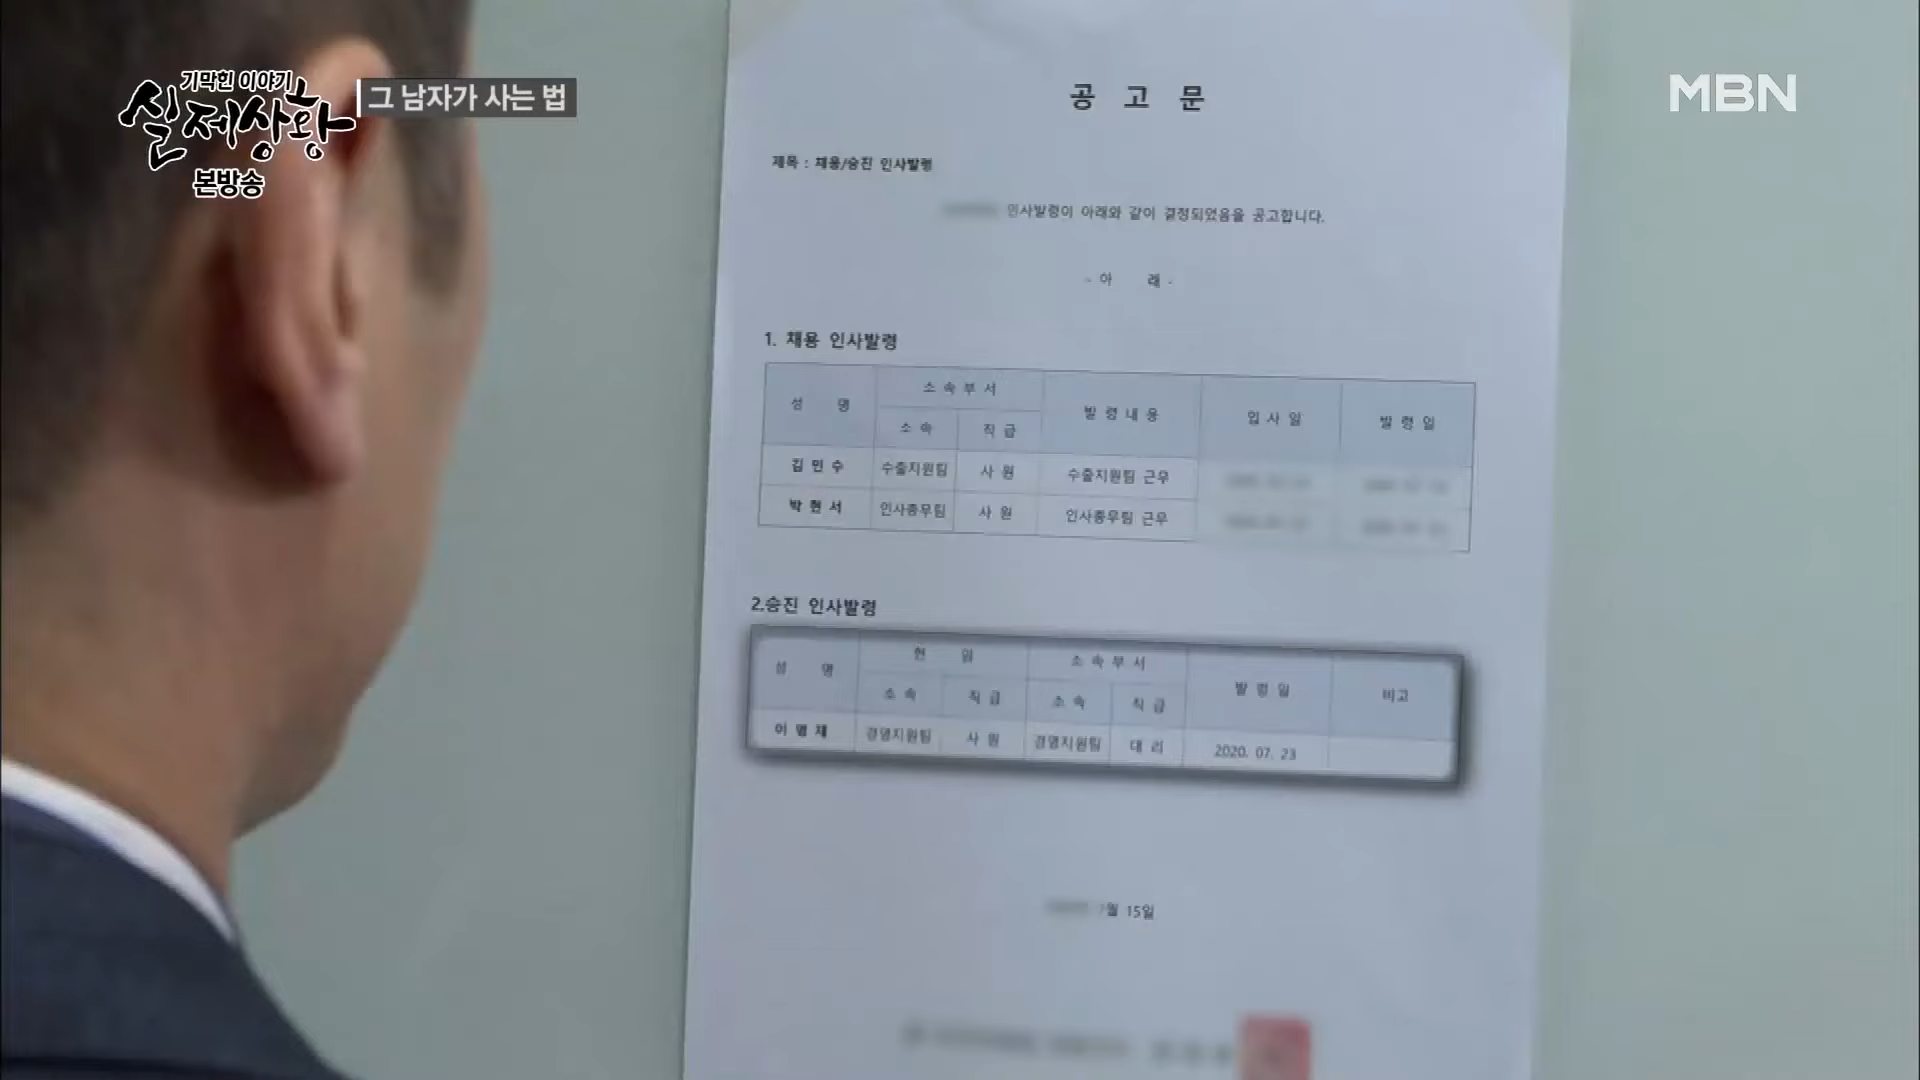 기막힌 이야기
실제상황
본방송
그 남자가 사는 법
MBN
공 고 문
제목 : 채용/승진 인사발령
인사발령이 아래와 같이 결정되었음을 공고합니다.
- 아 래 -
1. 채용 인사발령
성 명 소 속 부 서 발 령 내 용 입 사 일 발 령 일
소 속 직 급
김 민 수 수출지원팀 사 원 수출지원팀 근무
박 현 서 인사총무팀 사 원 인사총무팀 근무
2.승진 인사발령
성 명 현 임 소 속 부 서 발 령 일 비고
소 속 직 급 소 속 직 급
이 명 재 경영지원팀 사 원 경영지원팀 대 리 2020. 07. 23
월 15일